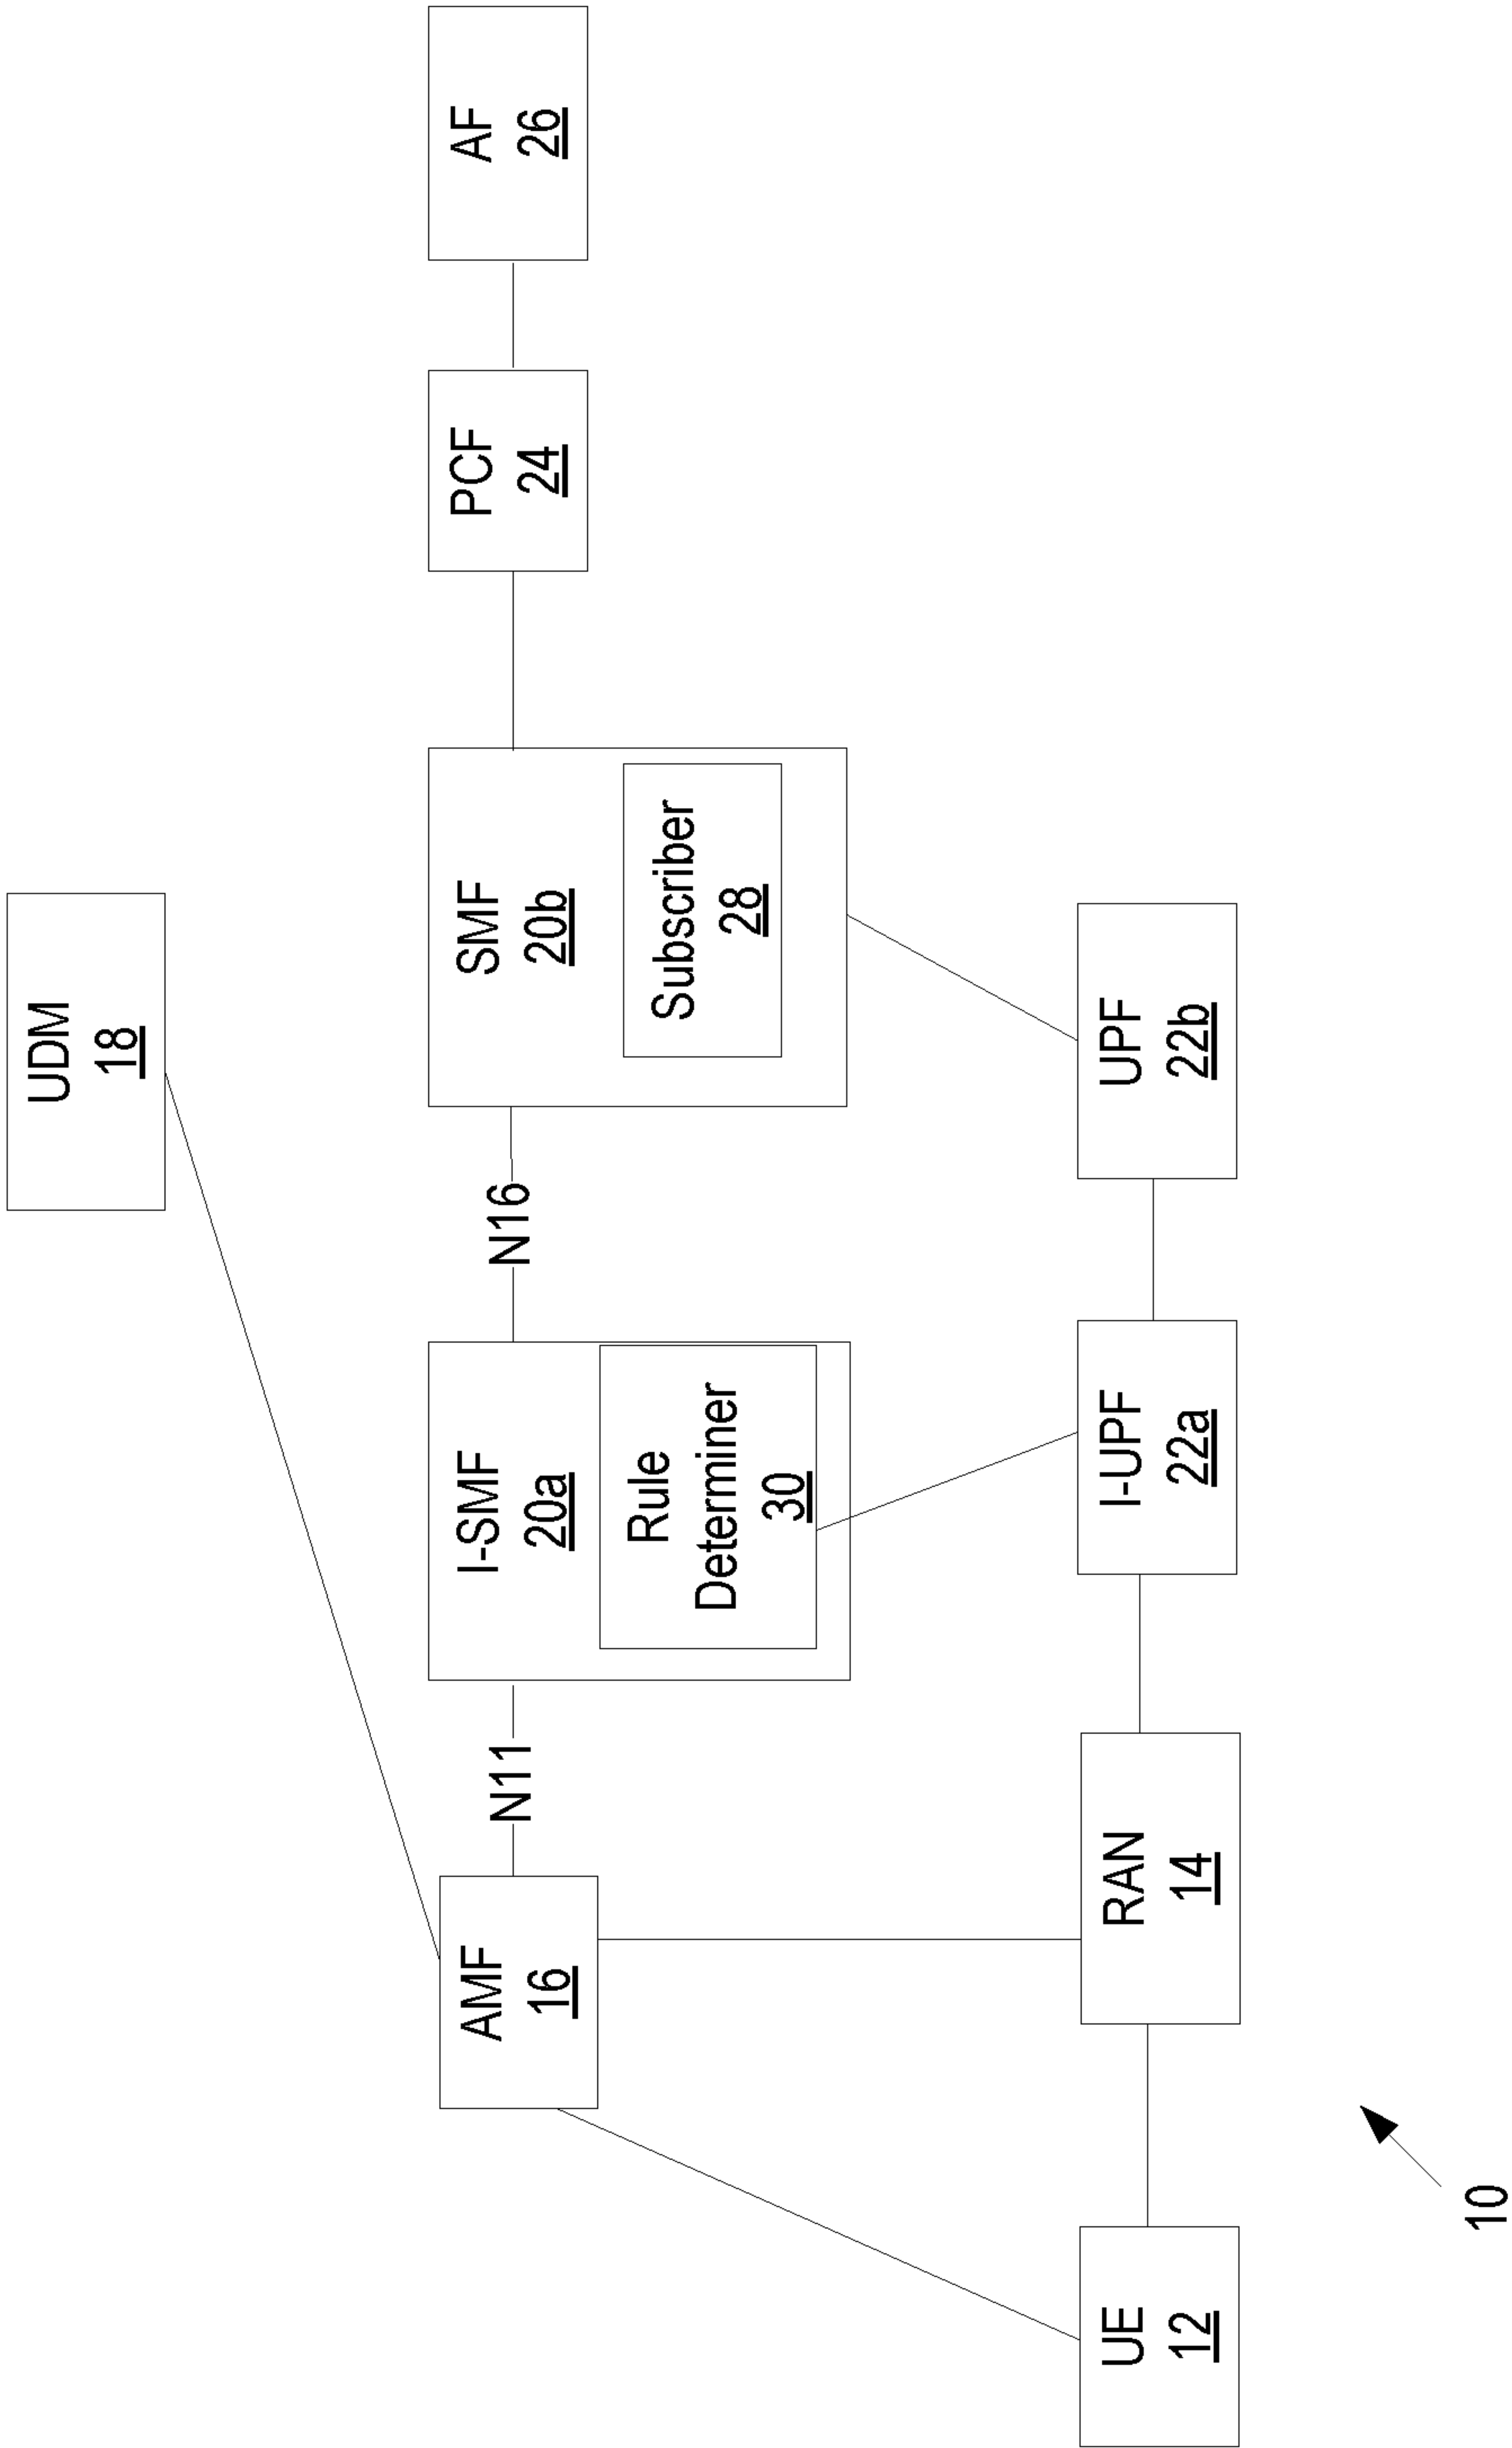 UDM
18
AMF
16
N11
I-SMF
20a
Rule
Determiner
30
N16
SMF
20b
Subscriber
28
PCF
24
AF
26
UE
12
RAN
14
I-UPF
22a
UPF
22b
10